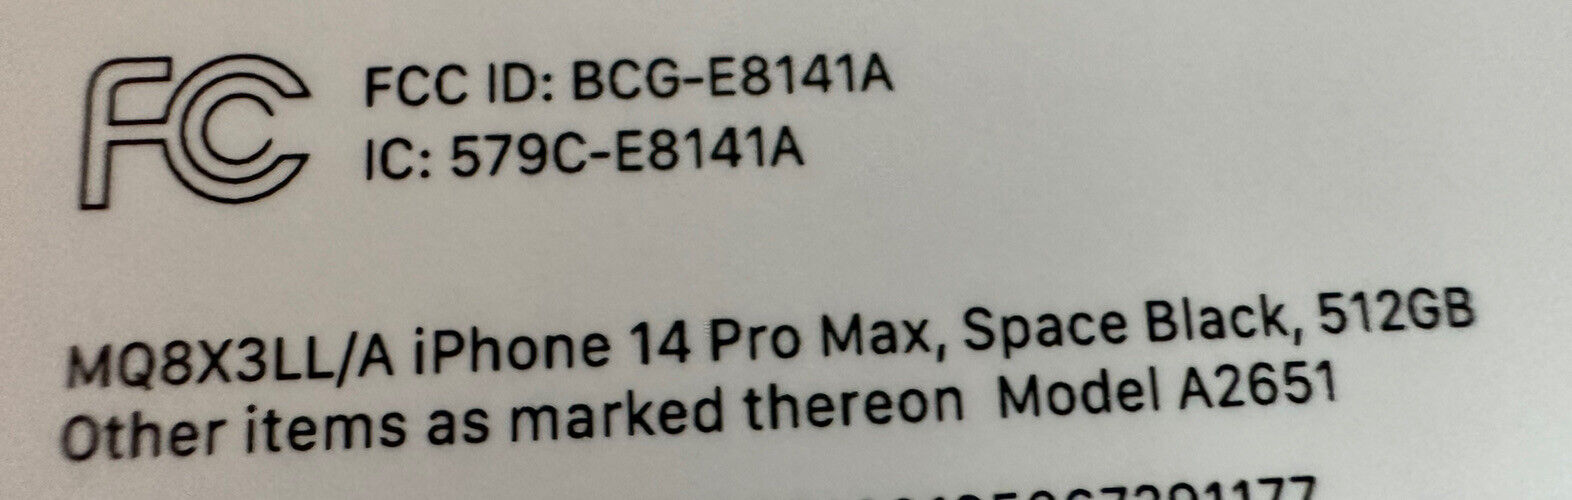 FC
FCC ID: BCG-E8141A
IC: 579C-E8141A
MQ8X3LL/A iPhone 14 Pro Max, Space Black, 512GB
Other items as marked thereon Model A2651